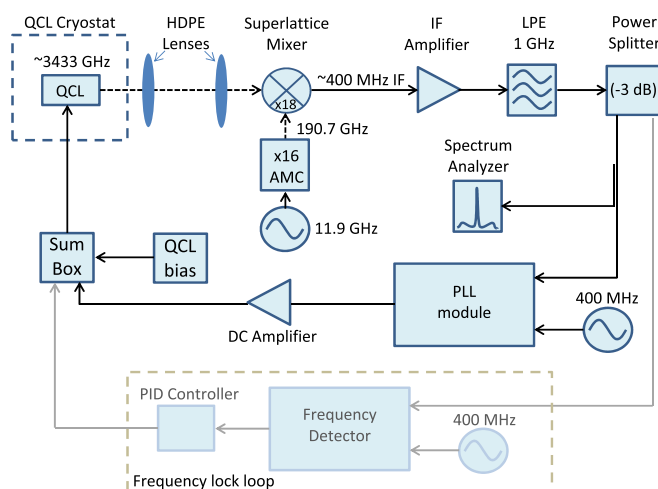 QCL Cryostat
HDPE
Lenses
Superlattice
Mixer
IF
Amplifier
LPE
1 GHz
Power
Splitter
~3433 GHz
QCL
x18
~400 MHz IF
(-3 dB)
190.7 GHz
x16
AMC
11.9 GHz
Spectrum
Analyzer
Sum
Box
QCL
bias
DC Amplifier
PLL
module
400 MHz
PID Controller
Frequency
Detector
400 MHz
Frequency lock loop